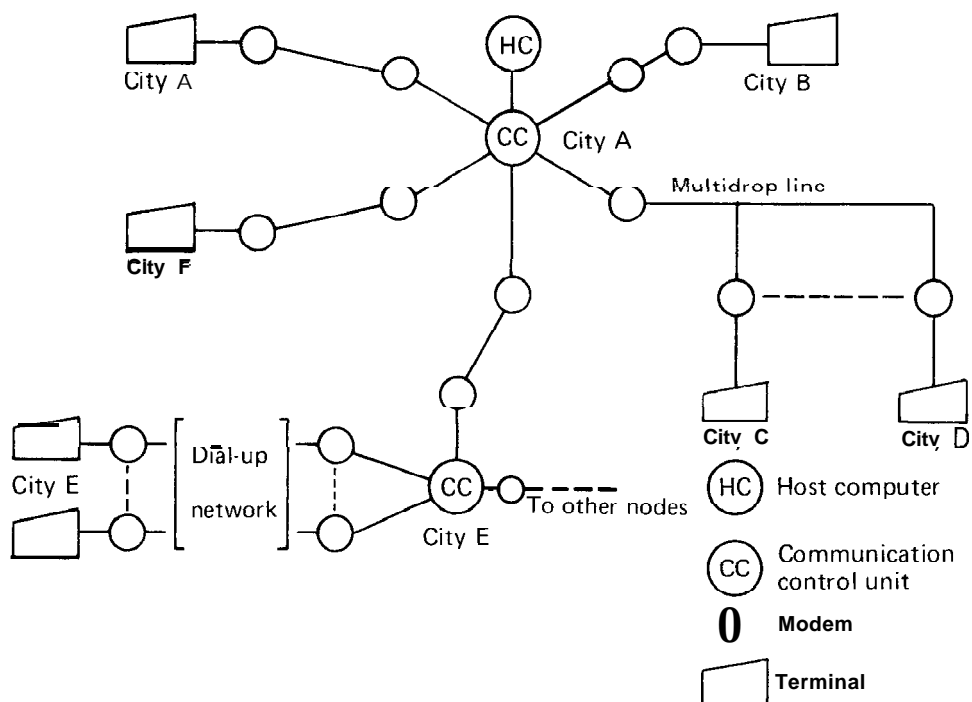 HC
City A
City B
CC
City A
Multidrop line
City F
City C
City D
Dial-up
network
City E
CC
City E
To other nodes
HC Host computer
CC Communication
control unit
0 Modem
Terminal